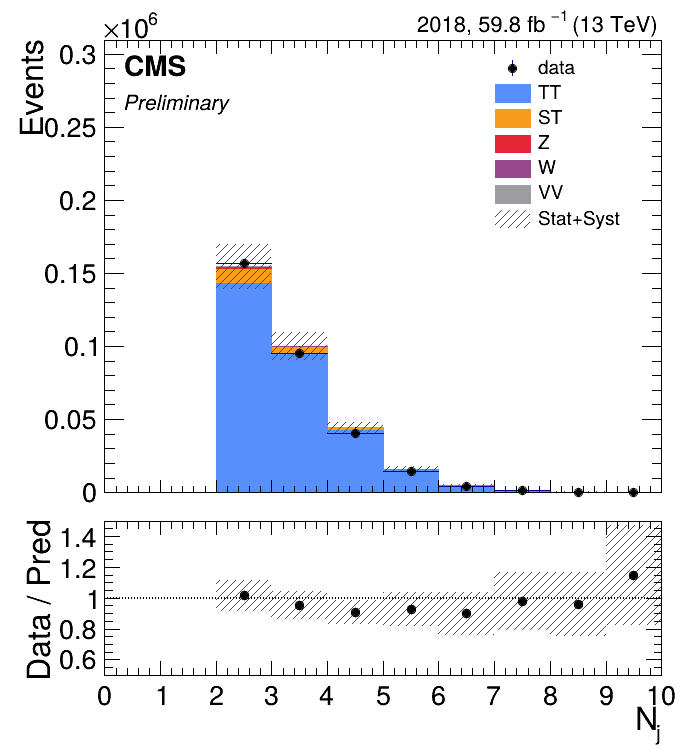 ×10⁶
2018, 59.8 fb⁻¹ (13 TeV)
Events
0.3
0.25
0.2
0.15
0.1
0.05
0
CMS
Preliminary
data
TT
ST
Z
W
VV
Stat+Syst
Data / Pred
1.4
1.2
1
0.8
0.6
0 1 2 3 4 5 6 7 8 9 10
N_j